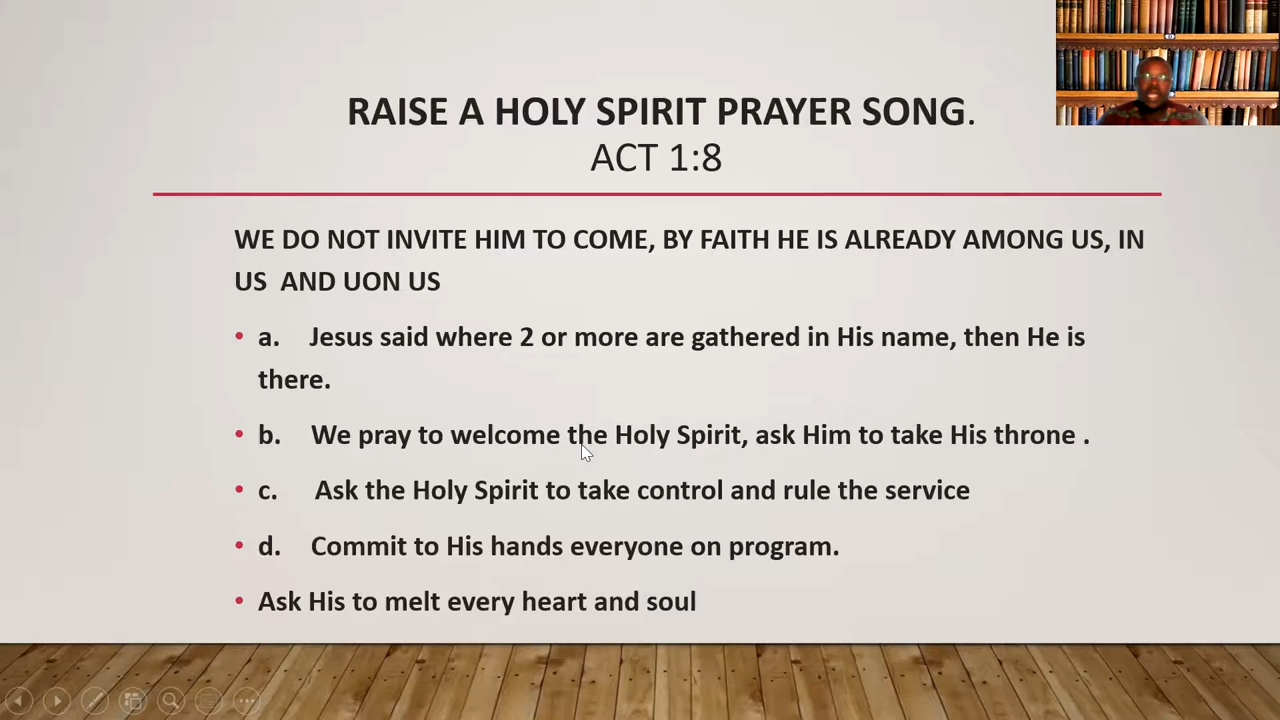 RAISE A HOLY SPIRIT PRAYER SONG.
ACT 1:8
WE DO NOT INVITE HIM TO COME, BY FAITH HE IS ALREADY AMONG US, IN
US AND UON US
• a. Jesus said where 2 or more are gathered in His name, then He is
there.
• b. We pray to welcome the Holy Spirit, ask Him to take His throne .
• c. Ask the Holy Spirit to take control and rule the service
• d. Commit to His hands everyone on program.
• Ask His to melt every heart and soul